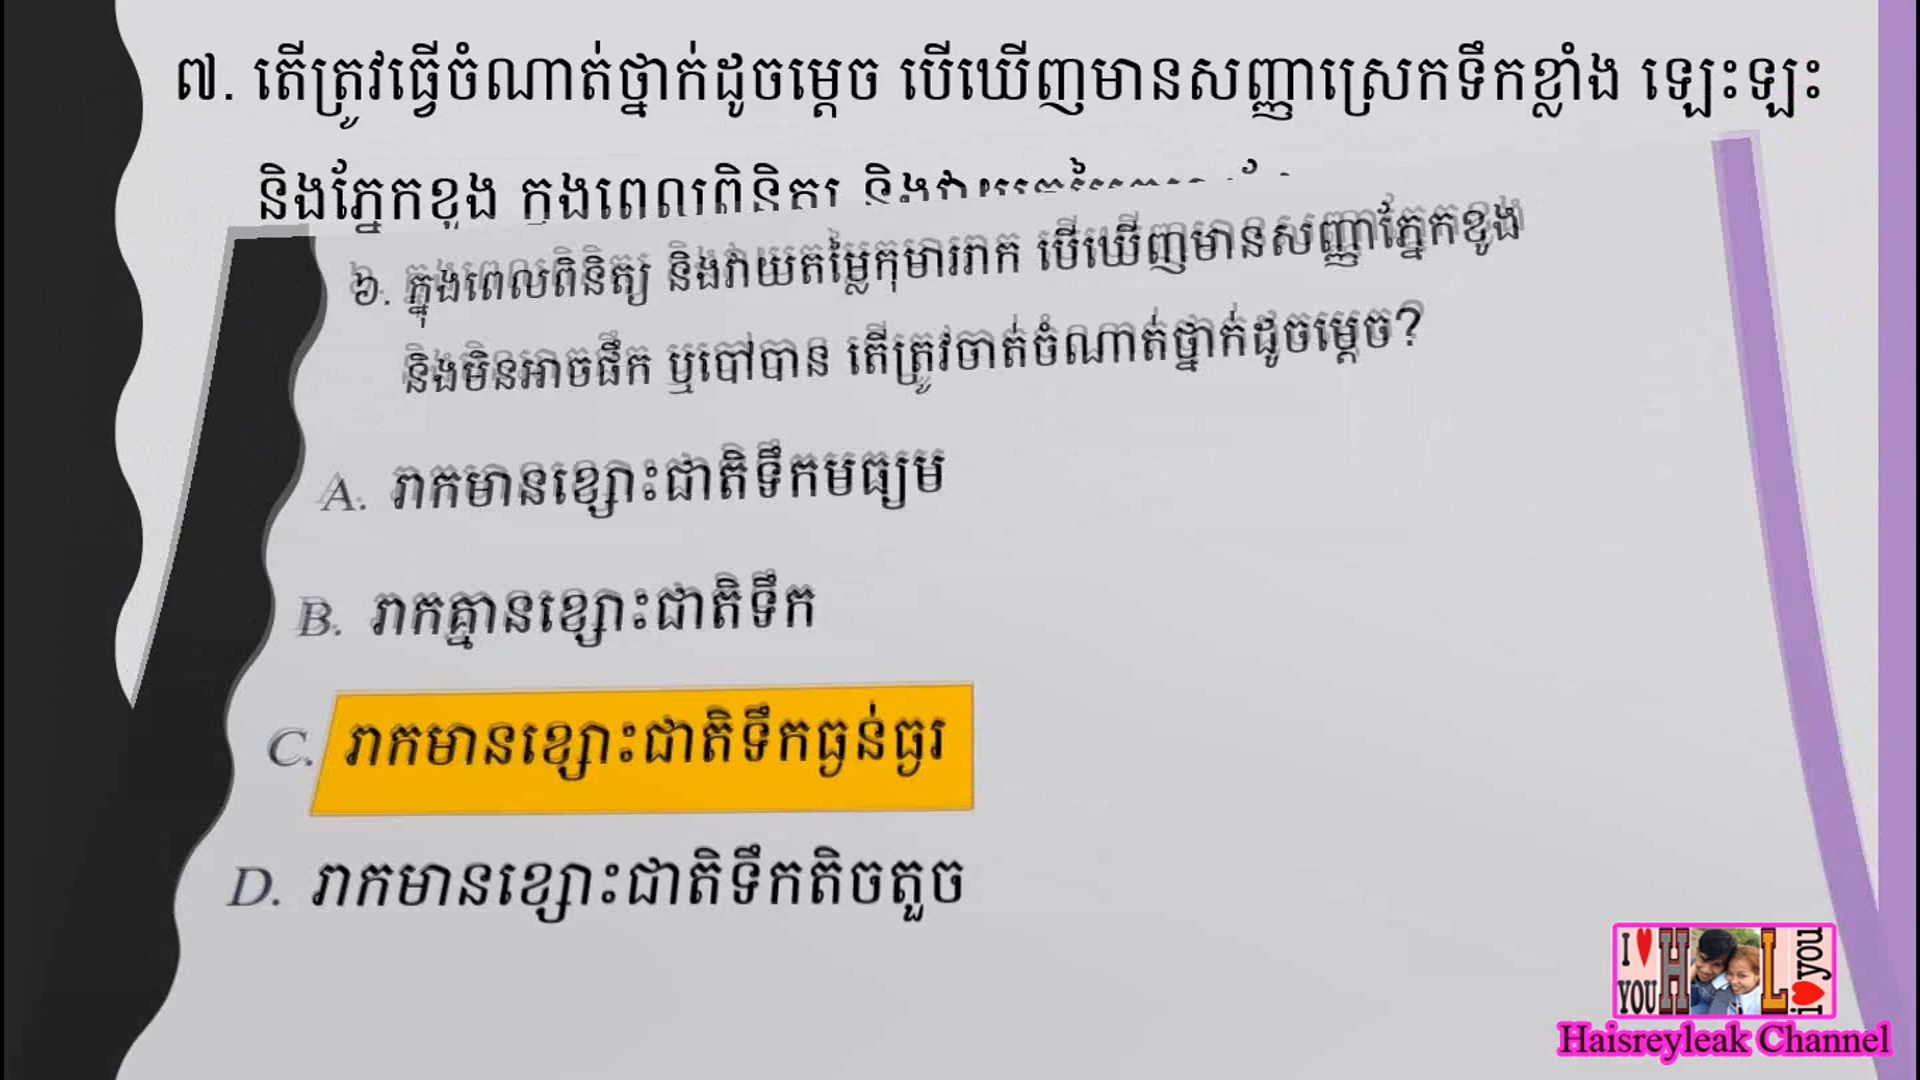 ៧. តើត្រូវធ្វើចំណាត់ថ្នាក់ដូចម្ដេច បើឃើញមានសញ្ញាស្រេកទឹកខ្លាំង ឡេះឡះ
និងភ្នែកខូង ក្នុងពេលពិនិត្យ និងវាយតម្លៃ
៦. ក្នុងពេលពិនិត្យ និងវាយតម្លៃកុមាររាក បើឃើញមានសញ្ញាភ្នែកខូង
និងមិនអាចផឹក ឬបៅបាន តើត្រូវចាត់ចំណាត់ថ្នាក់ដូចម្ដេច?
A. រាកមានខ្សោះជាតិទឹកមធ្យម
B. រាកគ្មានខ្សោះជាតិទឹក
C. រាកមានខ្សោះជាតិទឹកធ្ងន់ធ្ងរ
D. រាកមានខ្សោះជាតិទឹកតិចតួច
I ♥ YOU H L i ♥ you
Haisreyleak Channel